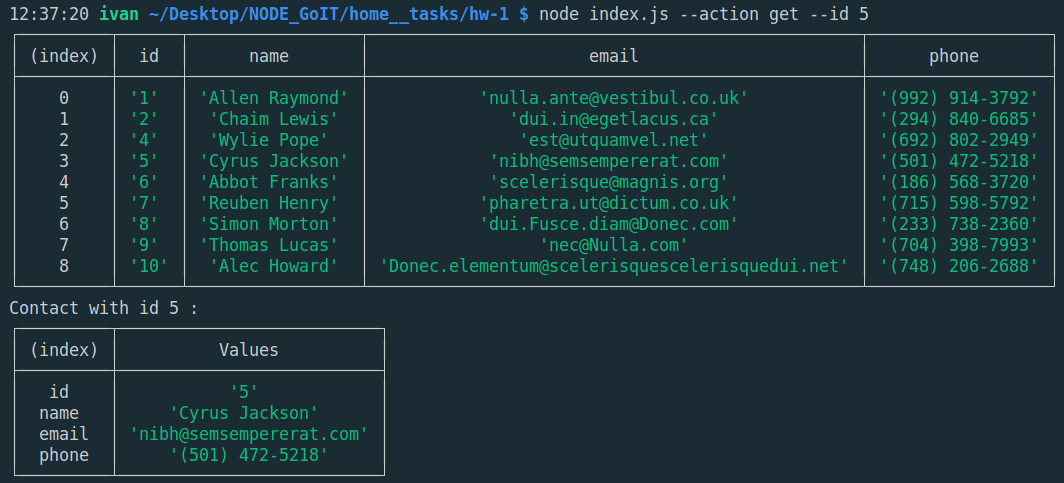 12:37:20 ivan ~/Desktop/NODE_GoIT/home__tasks/hw-1 $ node index.js --action get --id 5
(index) id name email phone
0 '1' 'Allen Raymond' 'nulla.ante@vestibul.co.uk' '(992) 914-3792'
1 '2' 'Chaim Lewis' 'dui.in@egetlacus.ca' '(294) 840-6685'
2 '4' 'Wylie Pope' 'est@utquamvel.net' '(692) 802-2949'
3 '5' 'Cyrus Jackson' 'nibh@semsempererat.com' '(501) 472-5218'
4 '6' 'Abbot Franks' 'scelerisque@magnis.org' '(186) 568-3720'
5 '7' 'Reuben Henry' 'pharetra.ut@dictum.co.uk' '(715) 598-5792'
6 '8' 'Simon Morton' 'dui.Fusce.diam@Donec.com' '(233) 738-2360'
7 '9' 'Thomas Lucas' 'nec@Nulla.com' '(704) 398-7993'
8 '10' 'Alec Howard' 'Donec.elementum@scelerisquescelerisquedui.net' '(748) 206-2688'
Contact with id 5 :
(index) Values
id '5'
name 'Cyrus Jackson'
email 'nibh@semsempererat.com'
phone '(501) 472-5218'